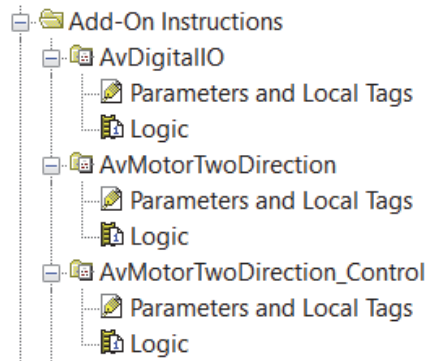 Add-On Instructions
AvDigitalIO
Parameters and Local Tags
Logic
AvMotorTwoDirection
Parameters and Local Tags
Logic
AvMotorTwoDirection_Control
Parameters and Local Tags
Logic